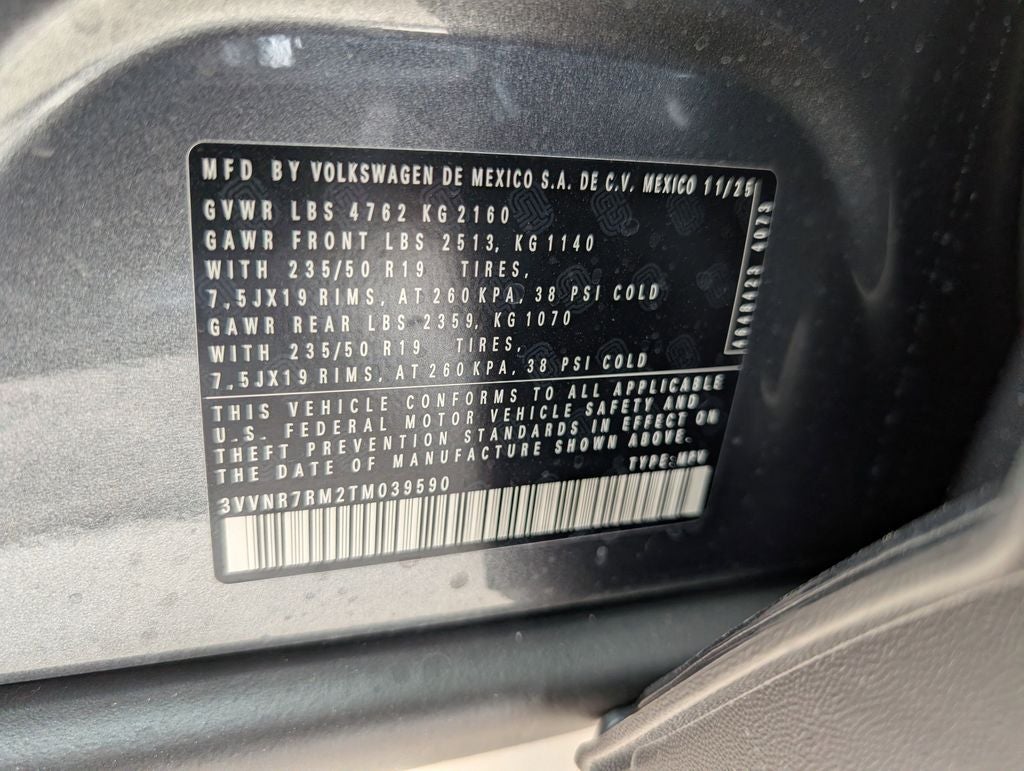 MFD BY VOLKSWAGEN DE MEXICO S.A. DE C.V. MEXICO 11/25
GVWR LBS 4762 KG 2160
GAWR FRONT LBS 2513, KG 1140
WITH 235/50 R19 TIRES,
7,5JX19 RIMS, AT 260 KPA, 38 PSI COLD
GAWR REAR LBS 2359, KG 1070
WITH 235/50 R19 TIRES,
7,5JX19 RIMS, AT 260 KPA, 38 PSI COLD
THIS VEHICLE CONFORMS TO ALL APPLICABLE
U.S. FEDERAL MOTOR VEHICLE SAFETY AND
THEFT PREVENTION STANDARDS IN EFFECT ON
THE DATE OF MANUFACTURE SHOWN ABOVE.
TYPE:MPV
3VVNR7RM2TM039590
4073